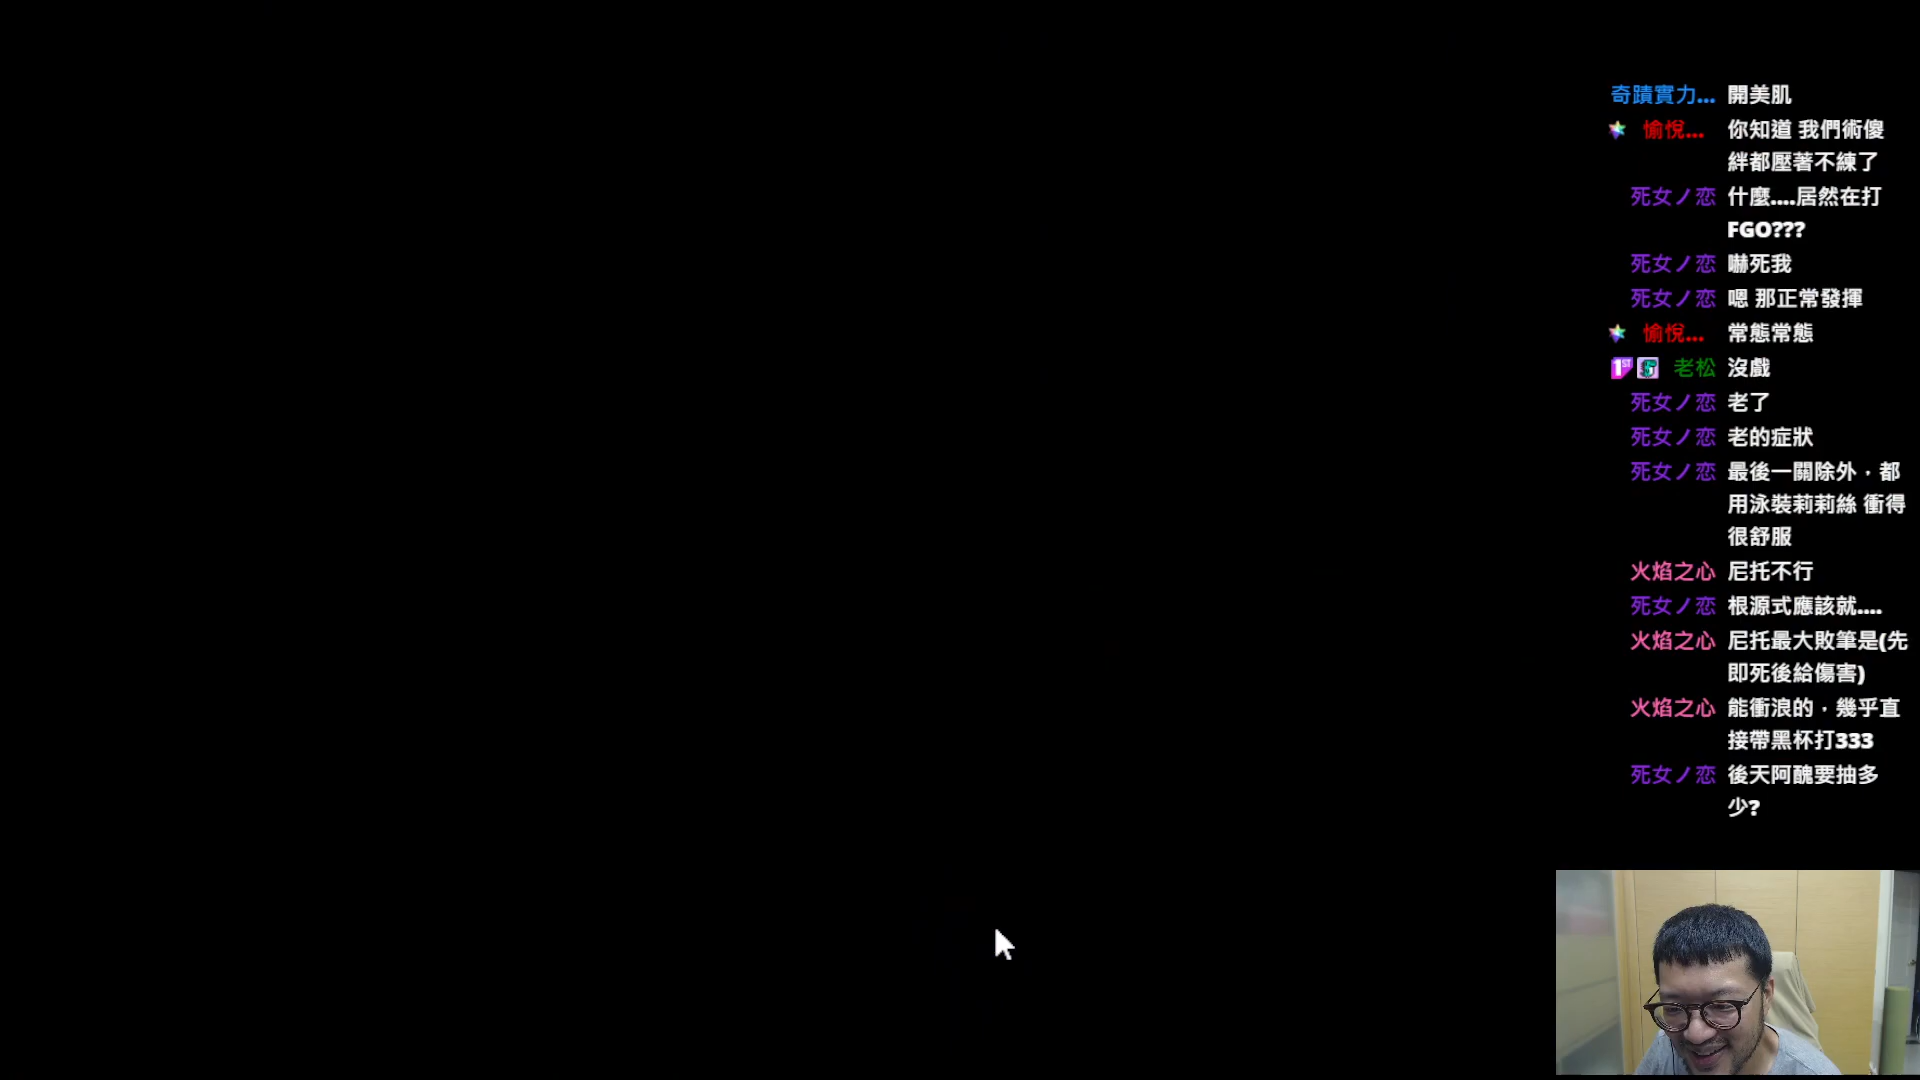 奇蹟實力... 開美肌
愉悅... 你知道 我們術傻
絆都壓著不練了
死女ノ恋 什麼....居然在打
FGO???
死女ノ恋 嚇死我
死女ノ恋 嗯 那正常發揮
愉悅... 常態常態
1ST 老松 沒戲
死女ノ恋 老了
死女ノ恋 老的症狀
死女ノ恋 最後一關除外，都
用泳裝莉莉絲 衝得
很舒服
火焰之心 尼托不行
死女ノ恋 根源式應該就....
火焰之心 尼托最大敗筆是(先
即死後給傷害)
火焰之心 能衝浪的，幾乎直
接帶黑杯打333
死女ノ恋 後天阿醜要抽多
少?